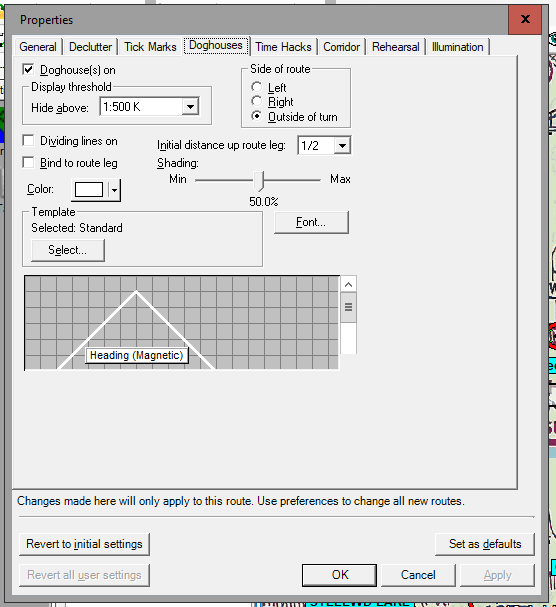 Properties
x
General Declutter Tick Marks Doghouses Time Hacks Corridor Rehearsal Illumination
Doghouse(s) on
Display threshold
Hide above: 1:500 K
Side of route
Left
Right
Outside of turn
Dividing lines on
Initial distance up route leg: 1/2
Bind to route leg
Shading:
Min Max
50.0%
Color:
Template
Selected: Standard
Select...
Font...
Heading (Magnetic)
Changes made here will only apply to this route. Use preferences to change all new routes.
Revert to initial settings
Set as defaults
Revert all user settings
OK
Cancel
Apply